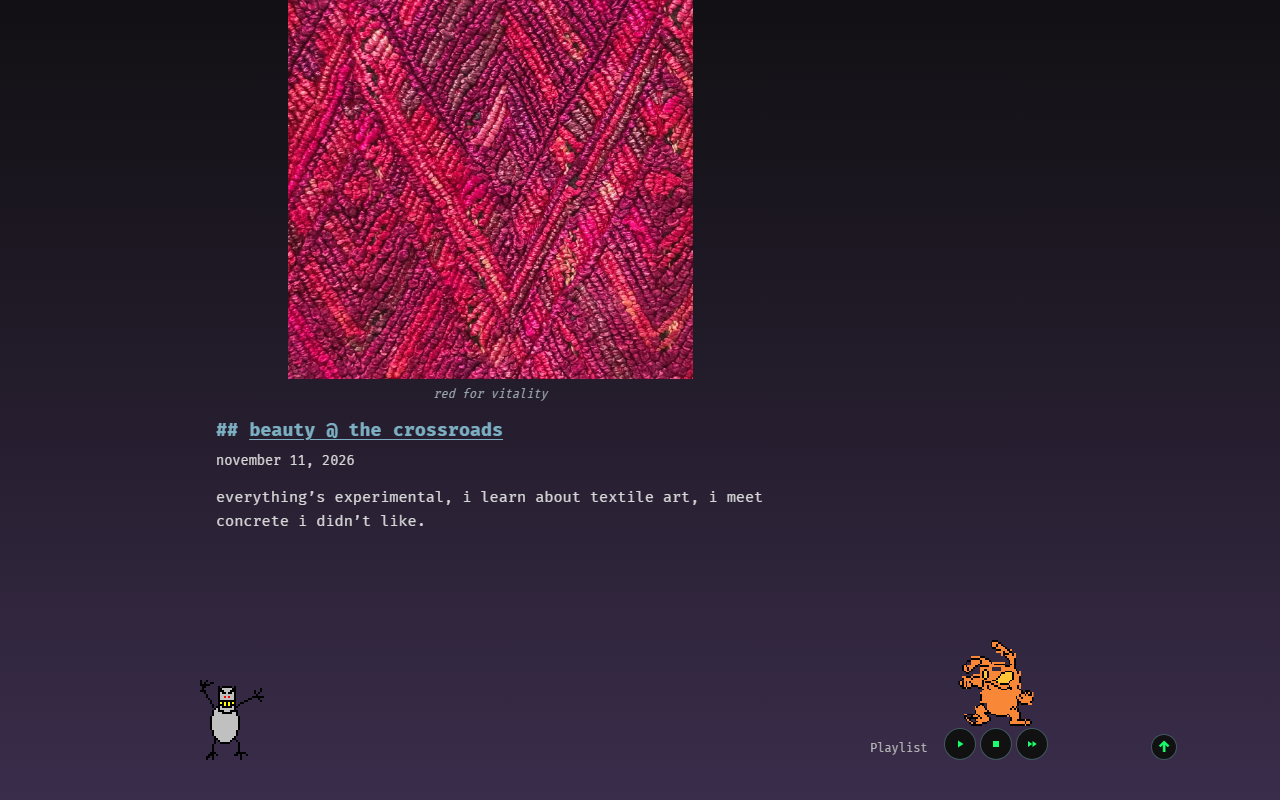 red for vitality
## beauty @ the crossroads
november 11, 2026
everything’s experimental, i learn about textile art, i meet
concrete i didn’t like.
Playlist